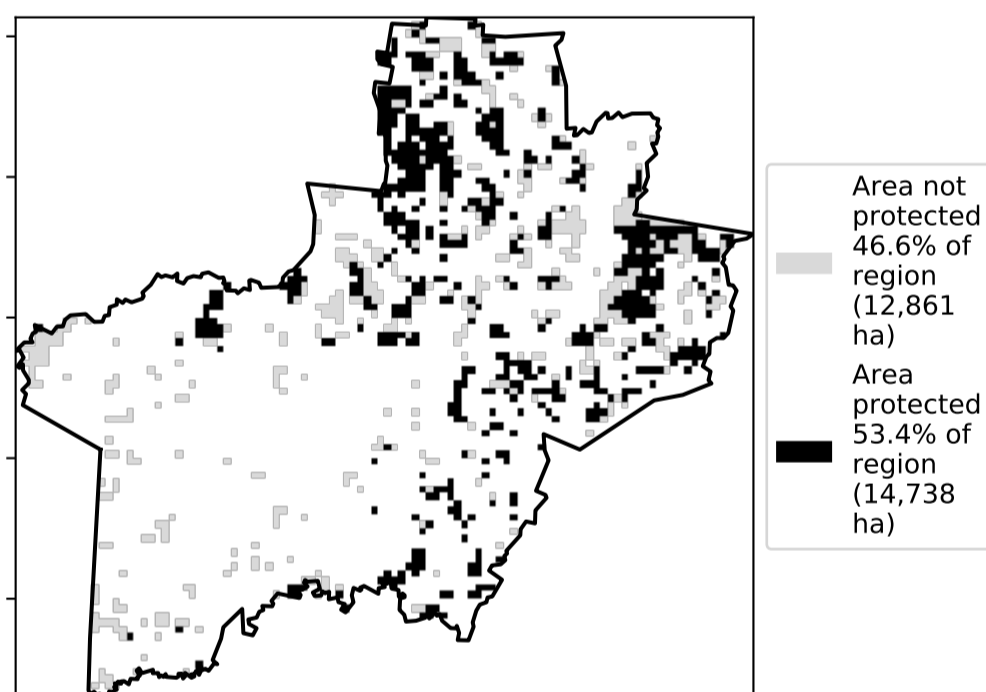 Area not
protected
46.6% of
region
(12,861
ha)
Area
protected
53.4% of
region
(14,738
ha)